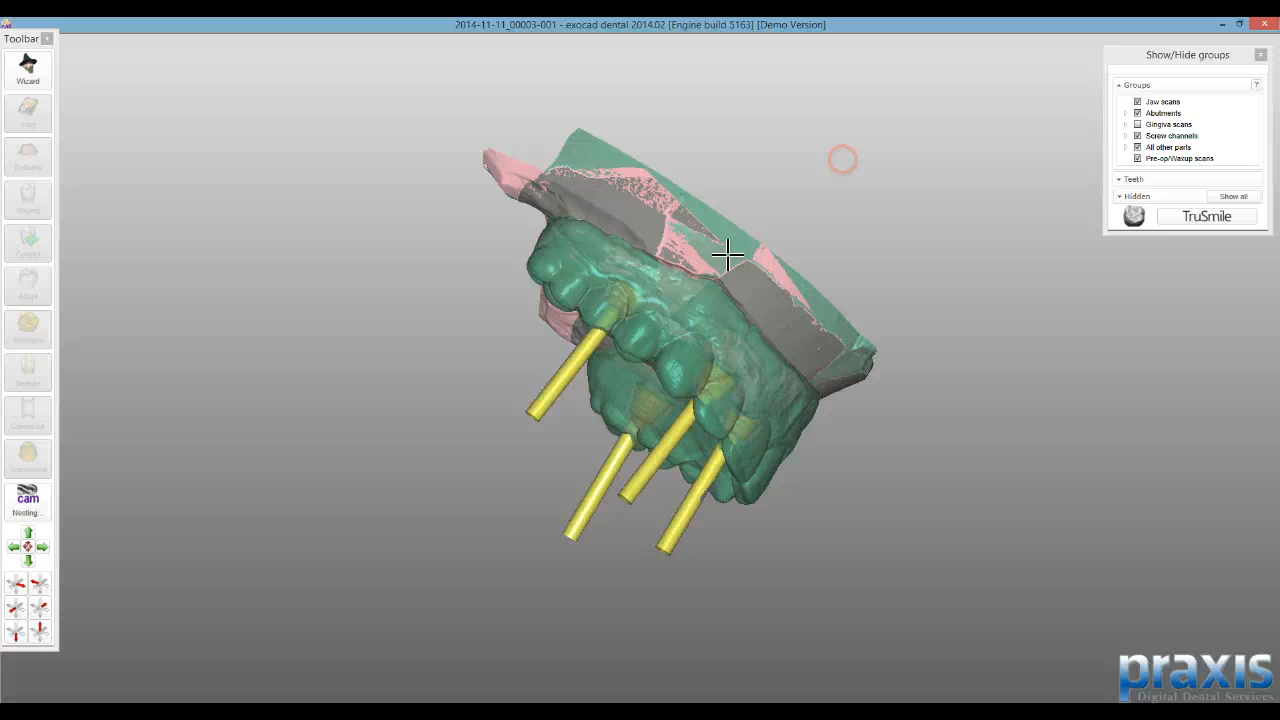 2014-11-11_00003-001 - exocad dental 2014.02 [Engine build 5163] [Demo Version]
Toolbar
Wizard
cam
Nesting...
Show/Hide groups
Groups
?
Jaw scans
Abutments
Gingiva scans
Screw channels
All other parts
Pre-op/Waxup scans
Teeth
Hidden
Show all
TruSmile
praxis
Digital Dental Services